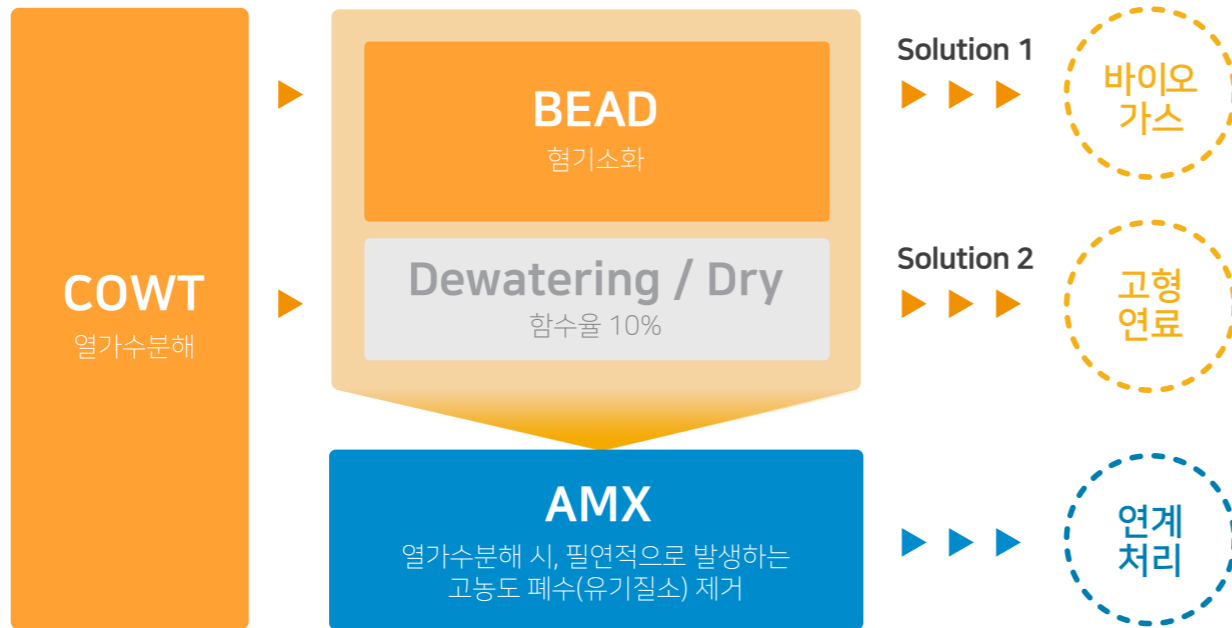 COWT
열가수분해
BEAD
혐기소화
Dewatering / Dry
함수율 10%
AMX
열가수분해 시, 필연적으로 발생하는
고농도 폐수(유기질소) 제거
Solution 1
바이오
가스
Solution 2
고형
연료
연계
처리